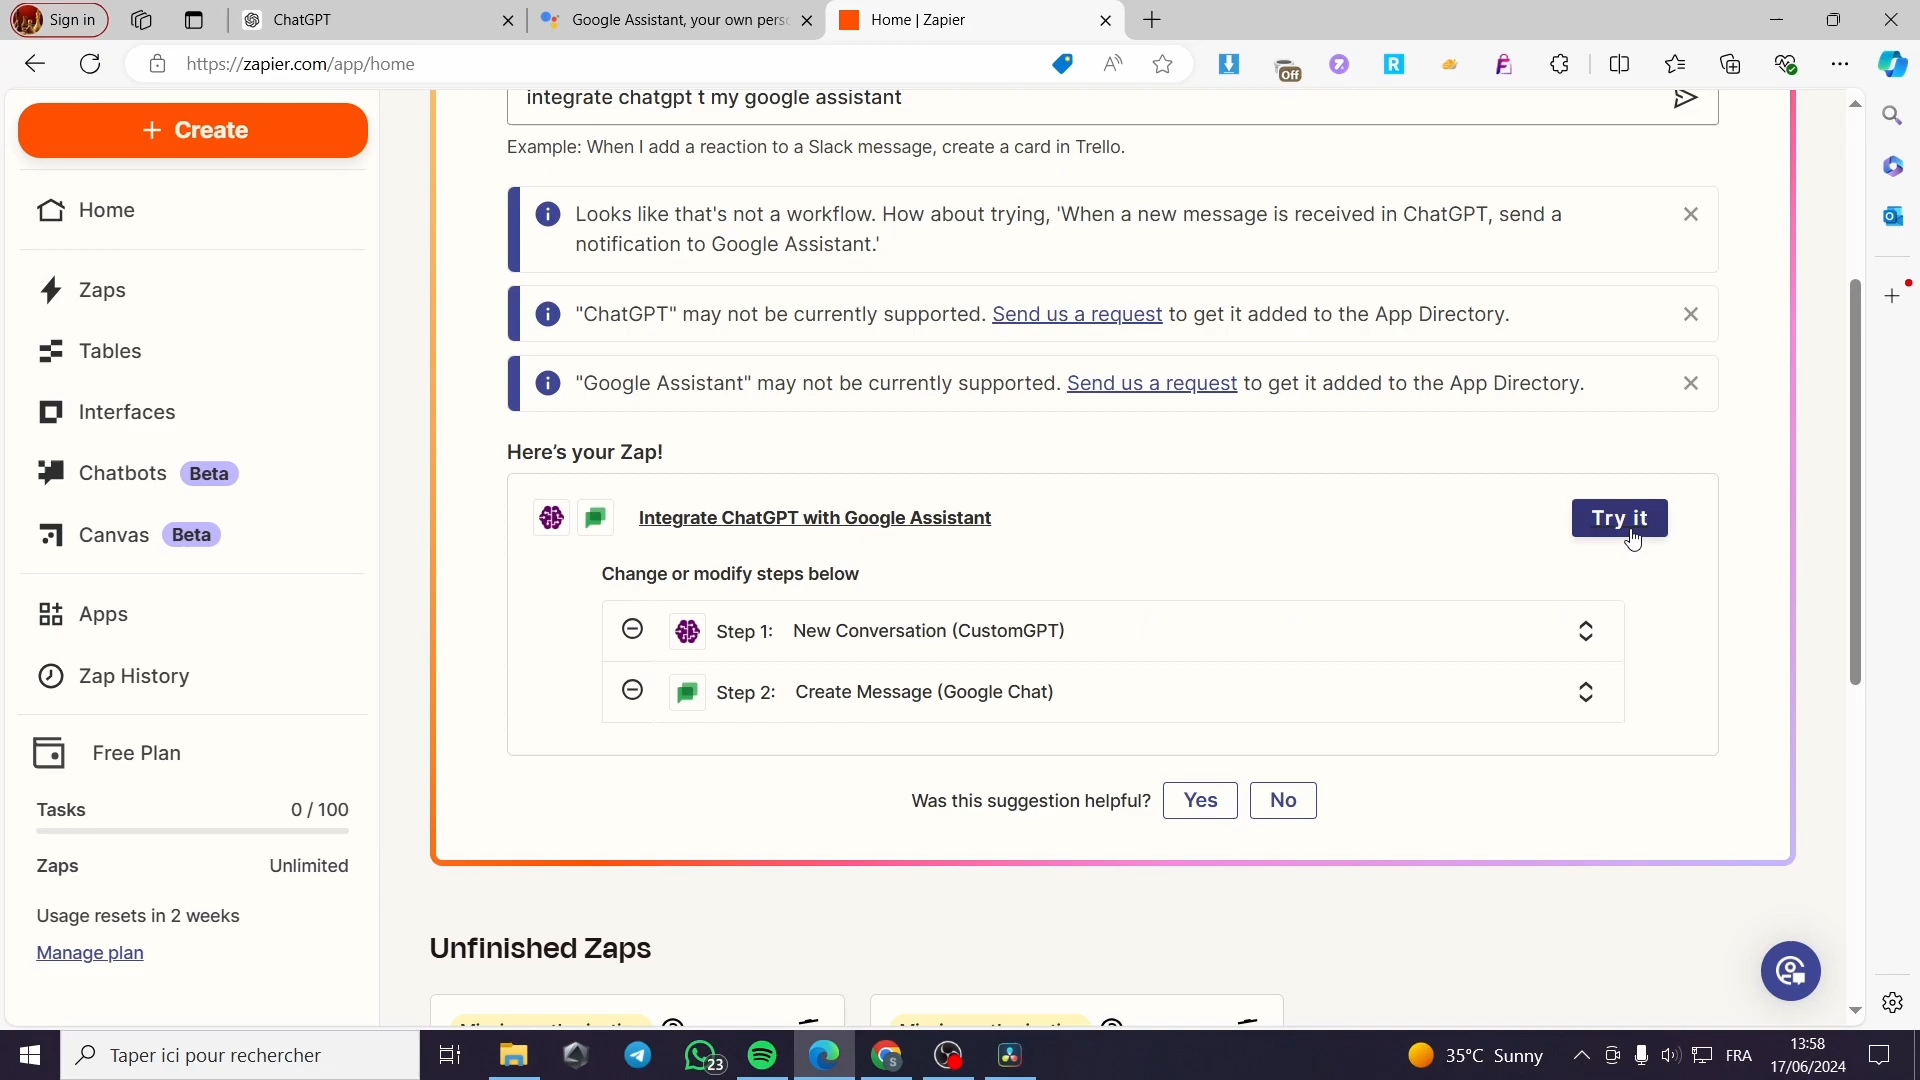 Sign in
ChatGPT
Google Assistant, your own pers
Home | Zapier
https://zapier.com/app/home
Off
+ Create
Home
Zaps
Tables
Interfaces
Chatbots Beta
Canvas Beta
Apps
Zap History
Free Plan
Tasks 0 / 100
Zaps Unlimited
Usage resets in 2 weeks
Manage plan
integrate chatgpt t my google assistant
Example: When I add a reaction to a Slack message, create a card in Trello.
Looks like that's not a workflow. How about trying, 'When a new message is received in ChatGPT, send a
notification to Google Assistant.'
"ChatGPT" may not be currently supported. Send us a request to get it added to the App Directory.
"Google Assistant" may not be currently supported. Send us a request to get it added to the App Directory.
Here's your Zap!
Integrate ChatGPT with Google Assistant
Try it
Change or modify steps below
Step 1: New Conversation (CustomGPT)
Step 2: Create Message (Google Chat)
Was this suggestion helpful? Yes No
Unfinished Zaps
Taper ici pour rechercher
23
35°C Sunny
FRA
13:58
17/06/2024